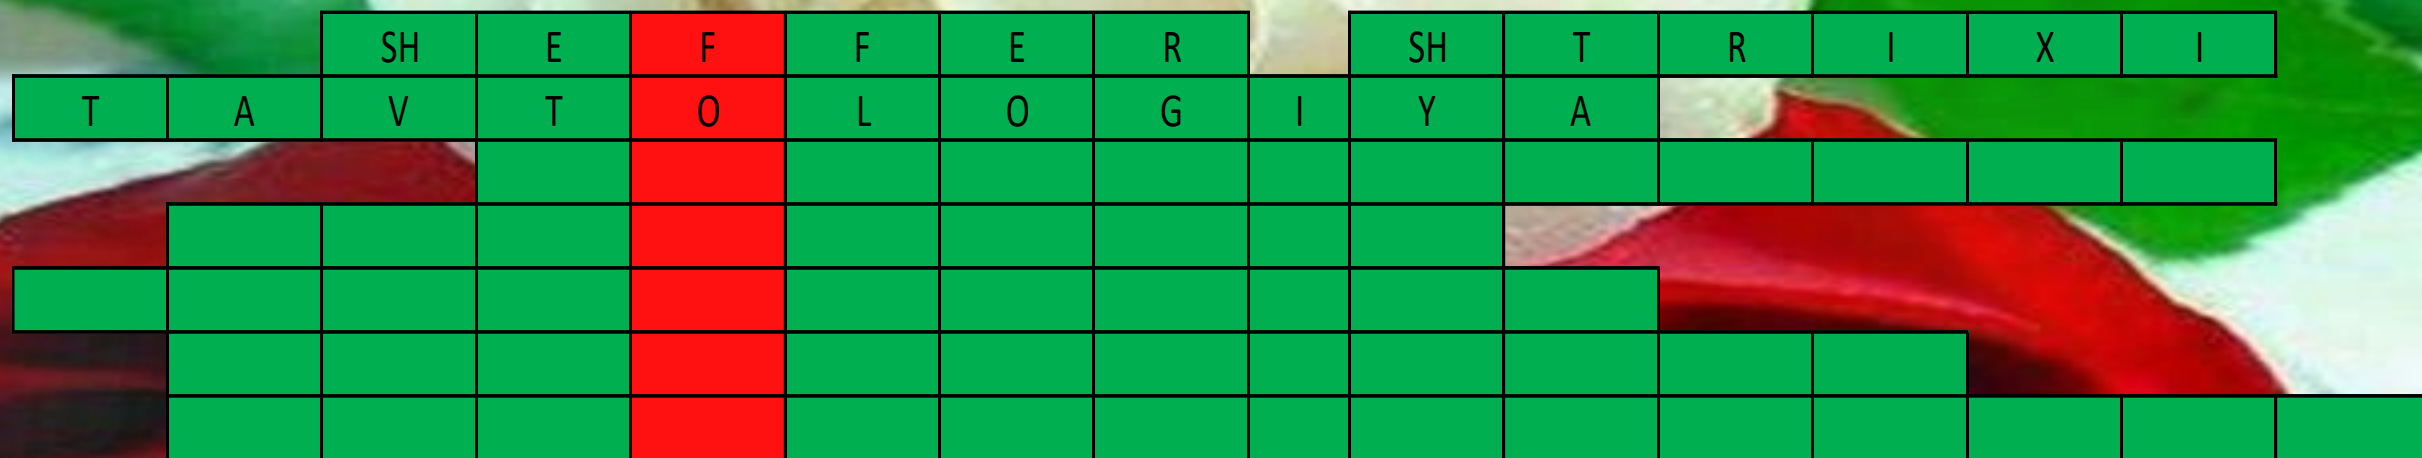 SH E F F E R SH T R I X I
T A V T O L O G I Y A